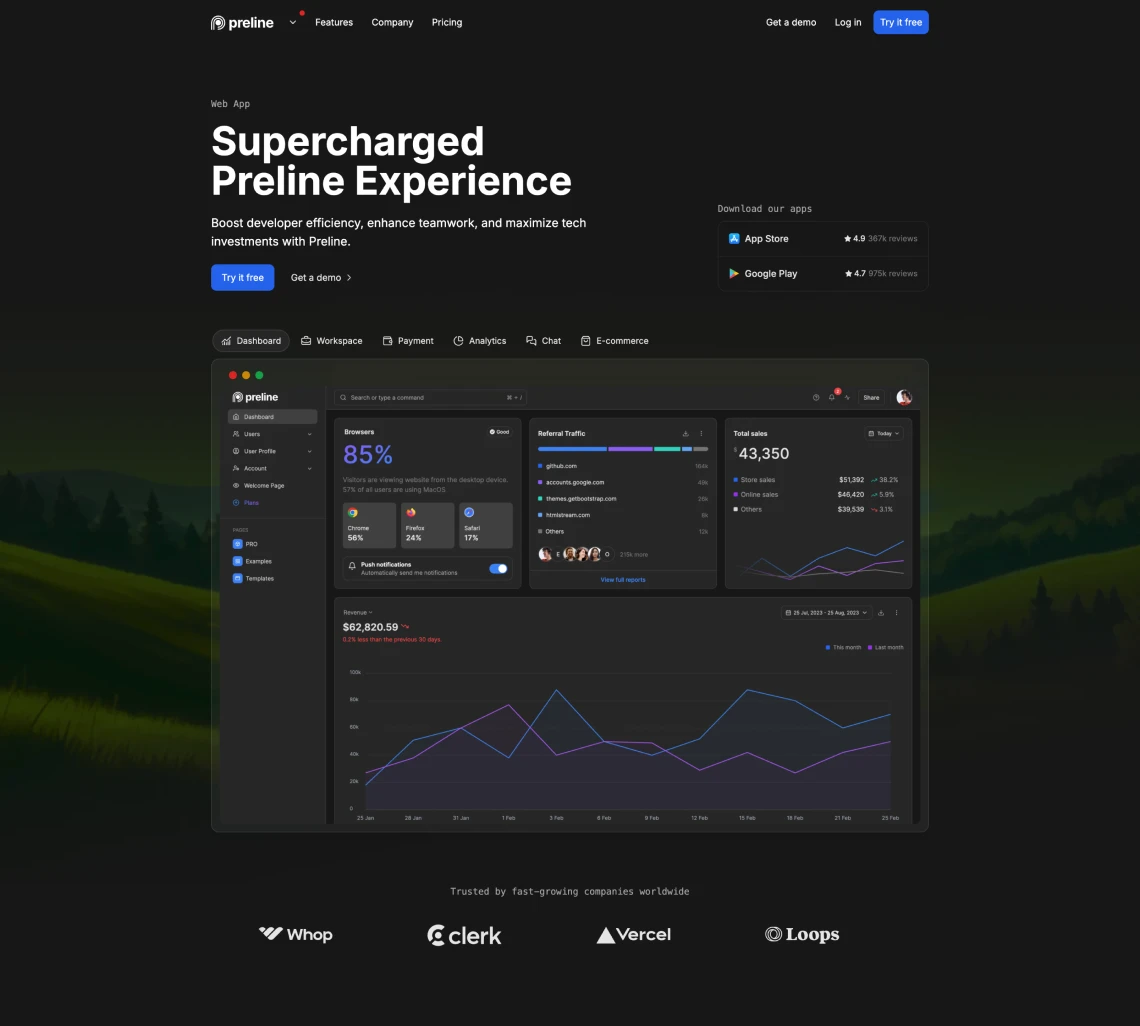 preline
Features
Company
Pricing
Get a demo
Log in
Try it free
Web App
Supercharged
Preline Experience
Boost developer efficiency, enhance teamwork, and maximize tech
investments with Preline.
Try it free
Get a demo
Download our apps
App Store
4.9 367k reviews
Google Play
4.7 975k reviews
Dashboard
Workspace
Payment
Analytics
Chat
E-commerce
preline
Search or type a command
⌘ + /
2
Share
Dashboard
Users
User Profile
Account
Welcome Page
Plans
PAGES
PRO
Examples
Templates
Browsers
Good
85%
Visitors are viewing website from the desktop device.
57% of all users are using MacOS
Chrome
56%
Firefox
24%
Safari
17%
Push notifications
Automatically send me notifications
Referral Traffic
github.com
164k
accounts.google.com
49k
themes.getbootstrap.com
26k
htmlstream.com
8k
Others
12k
E
O
215k more
View full reports
Total sales
Today
$43,350
Store sales
$51,392
38.2%
Online sales
$46,420
5.9%
Others
$39,539
3.1%
Revenue
$62,820.59
0.2% less than the previous 30 days.
25 Jul, 2023 - 25 Aug, 2023
This month
Last month
100k
80k
60k
40k
20k
0
25 Jan
28 Jan
31 Jan
1 Feb
3 Feb
6 Feb
9 Feb
12 Feb
15 Feb
18 Feb
21 Feb
25 Feb
Trusted by fast-growing companies worldwide
Whop
clerk
Vercel
Loops